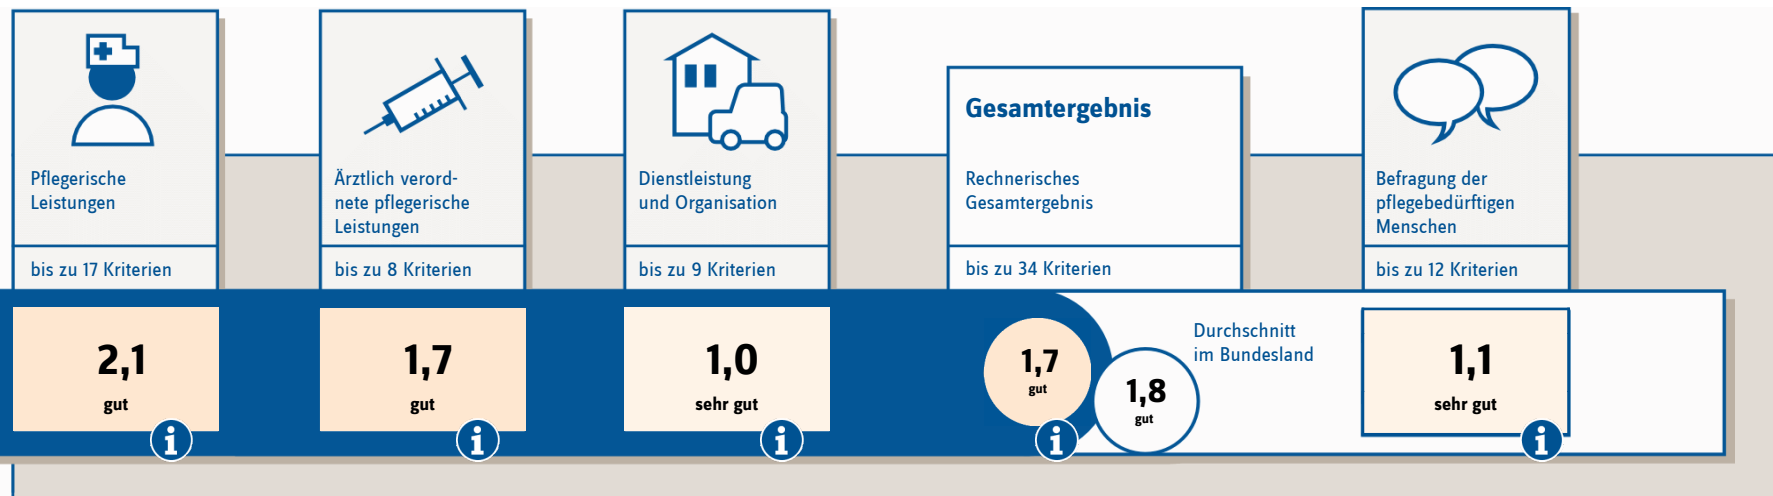 Pflegerische
Leistungen
bis zu 17 Kriterien
2,1
gut
i
Ärztlich verord-
nete pflegerische
Leistungen
bis zu 8 Kriterien
1,7
gut
i
Dienstleistung
und Organisation
bis zu 9 Kriterien
1,0
sehr gut
i
Gesamtergebnis
Rechnerisches
Gesamtergebnis
bis zu 34 Kriterien
1,7
gut
i
1,8
gut
Durchschnitt
im Bundesland
Befragung der
pflegebedürftigen
Menschen
bis zu 12 Kriterien
1,1
sehr gut
i